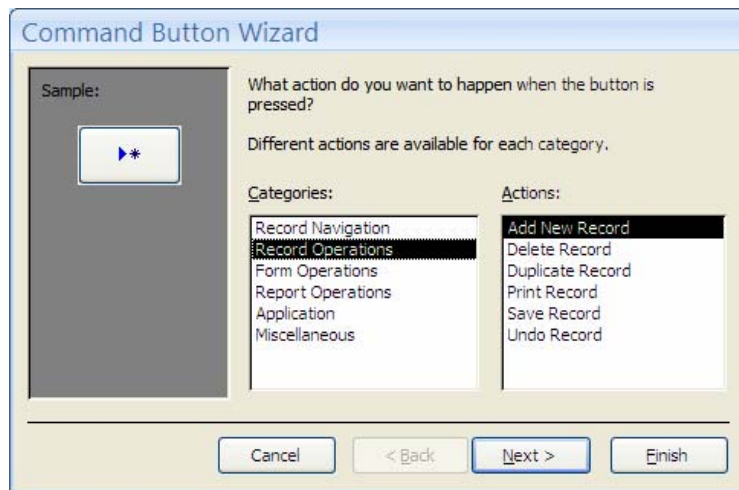 Command Button Wizard
Sample:
What action do you want to happen when the button is
pressed?
Different actions are available for each category.
Categories:
Actions:
Record Navigation
Record Operations
Form Operations
Report Operations
Application
Miscellaneous
Add New Record
Delete Record
Duplicate Record
Print Record
Save Record
Undo Record
Cancel
< Back
Next >
Finish